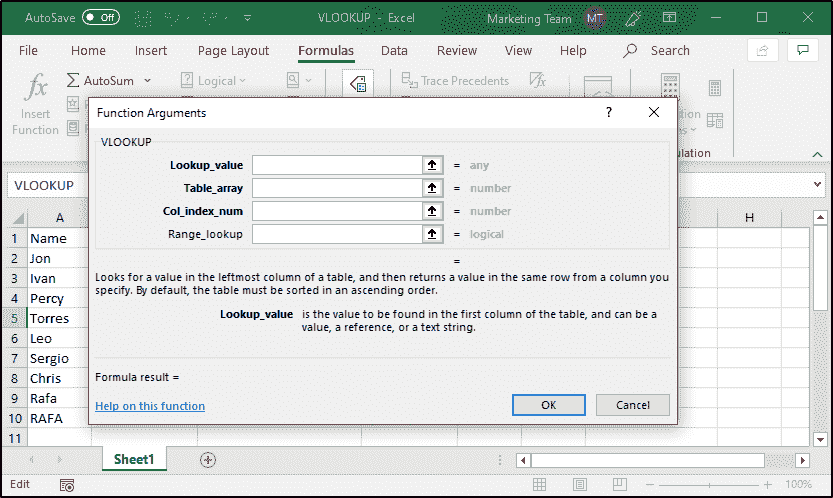 AutoSave Off VLOOKUP - Excel Marketing Team MT
File Home Insert Page Layout Formulas Data Review View Help Search
fx
Insert
Function
Σ AutoSum
Logical
Trace Precedents
fx
VLOOKUP
Function Arguments ? ×
VLOOKUP
Lookup_value = any
Table_array = number
Col_index_num = number
Range_lookup = logical
=
Looks for a value in the leftmost column of a table, and then returns a value in the same row from a column you
specify. By default, the table must be sorted in an ascending order.
Lookup_value is the value to be found in the first column of the table, and can be a
value, a reference, or a text string.
Formula result =
Help on this function
OK Cancel
A H
1 Name
2 Jon
3 Ivan
4 Percy
5 Torres
6 Leo
7 Sergio
8 Chris
9 Rafa
10 RAFA
11
Sheet1
Edit 100%